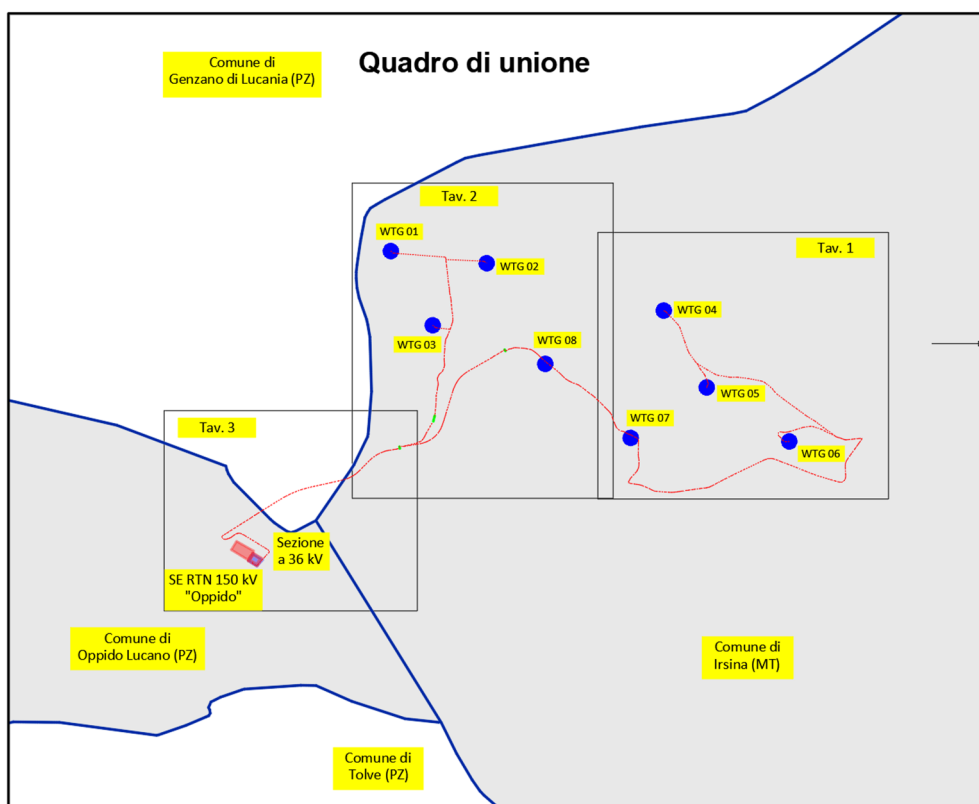 Quadro di unione
Comune di
Genzano di Lucania (PZ)
Tav. 2
WTG 01
WTG 02
Tav. 1
WTG 04
WTG 03
WTG 08
WTG 05
Tav. 3
WTG 07
WTG 06
Sezione
a 36 kV
SE RTN 150 kV
"Oppido"
Comune di
Oppido Lucano (PZ)
Comune di
Irsina (MT)
Comune di
Tolve (PZ)